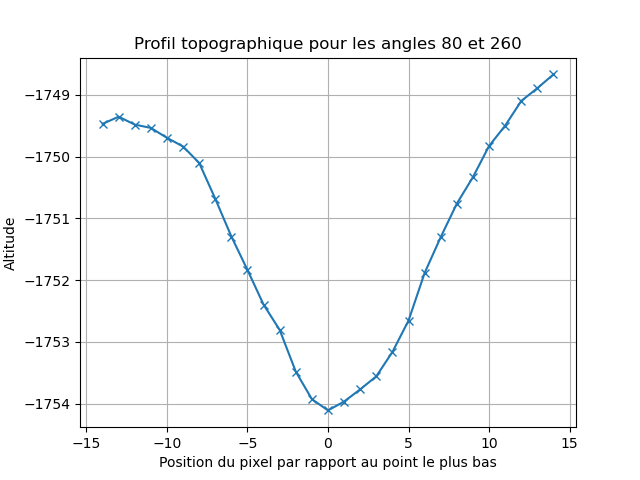 Profil topographique pour les angles 80 et 260
Altitude
−1749
−1750
−1751
−1752
−1753
−1754
−15 −10 −5 0 5 10 15
Position du pixel par rapport au point le plus bas